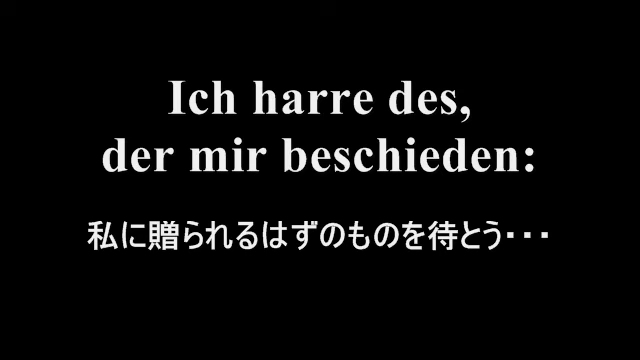 Ich harre des,
der mir beschieden:
私に贈られるはずのものを待とう・・・